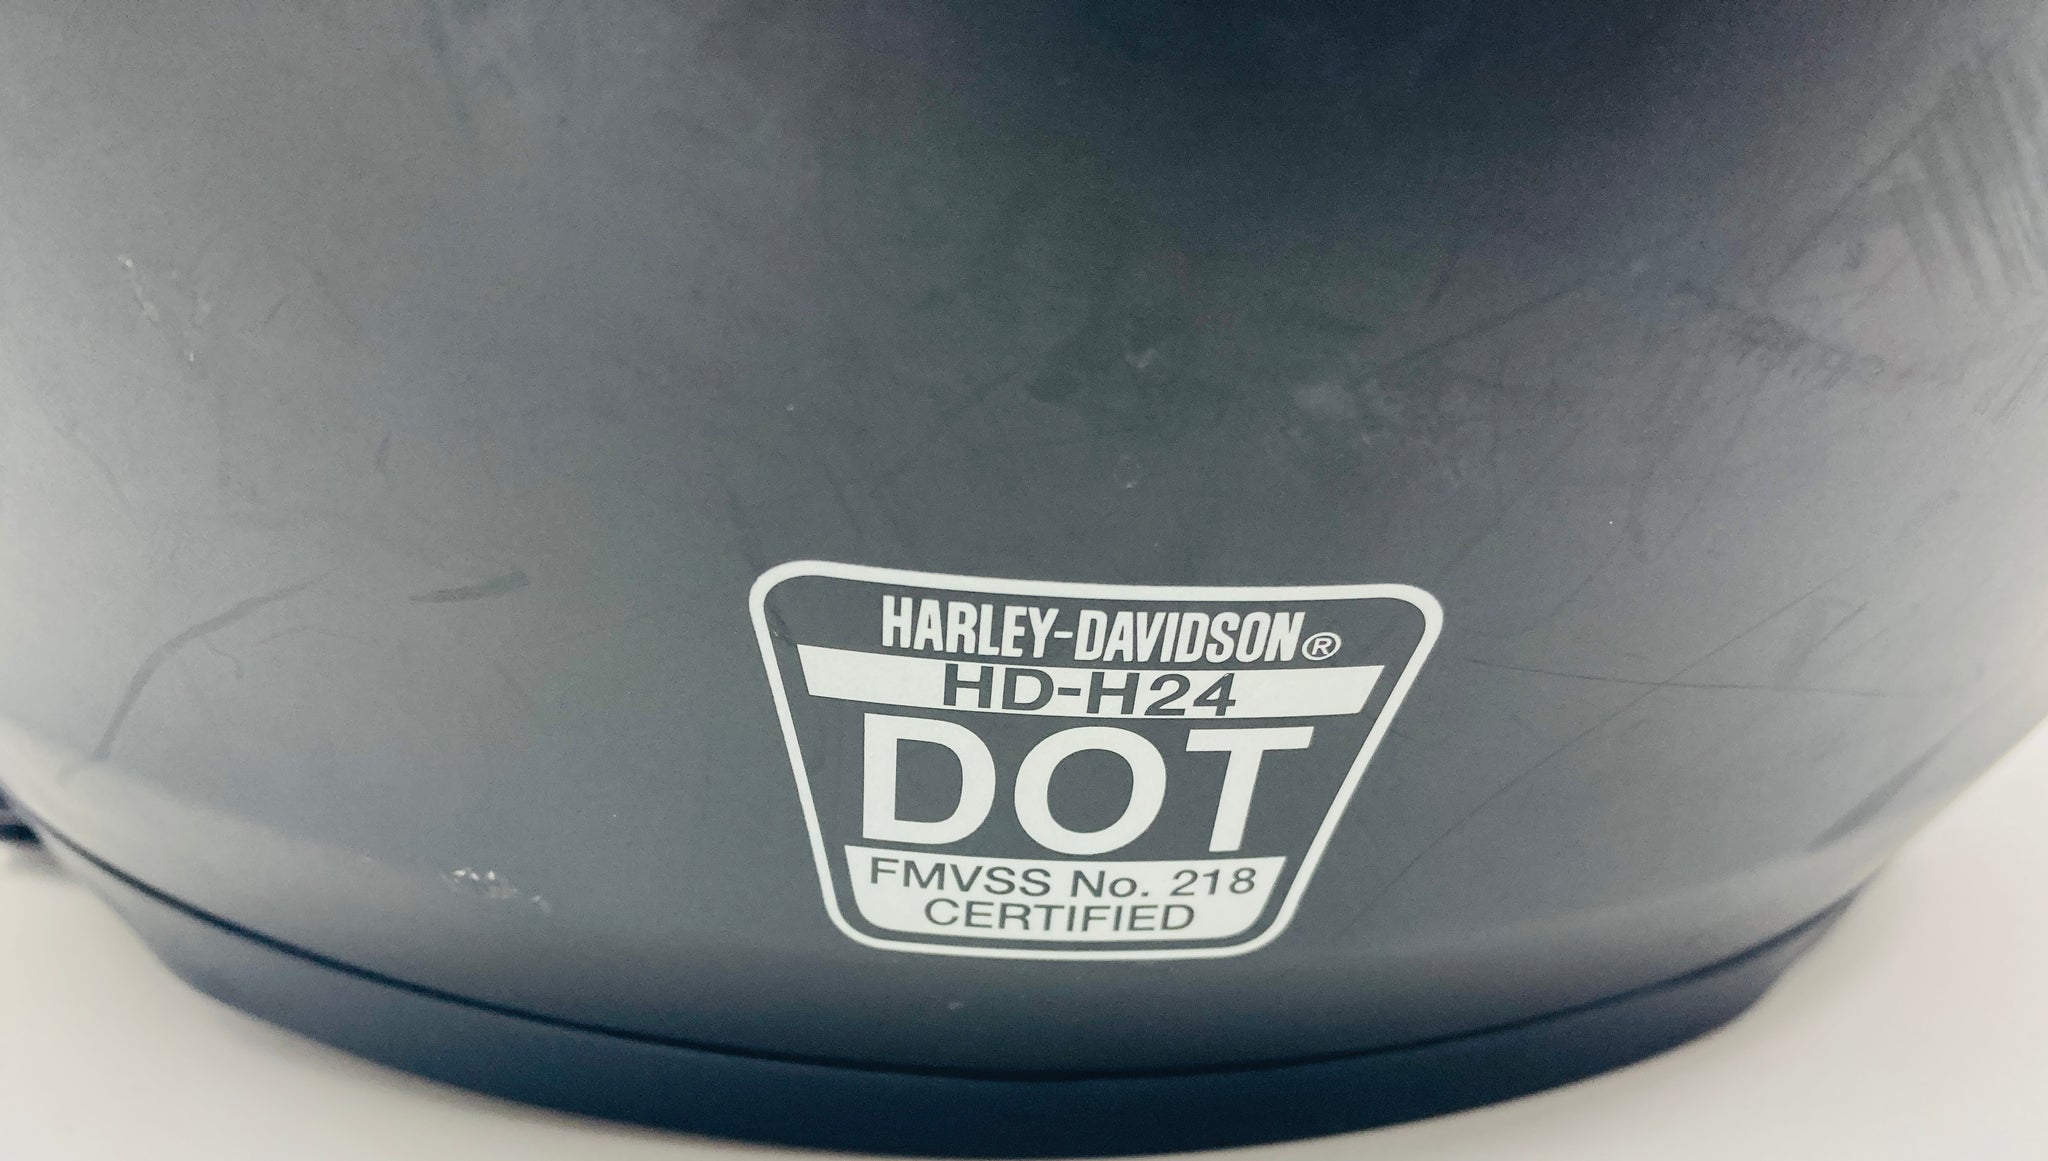 HARLEY-DAVIDSON®
HD-H24
DOT
FMVSS No. 218
CERTIFIED